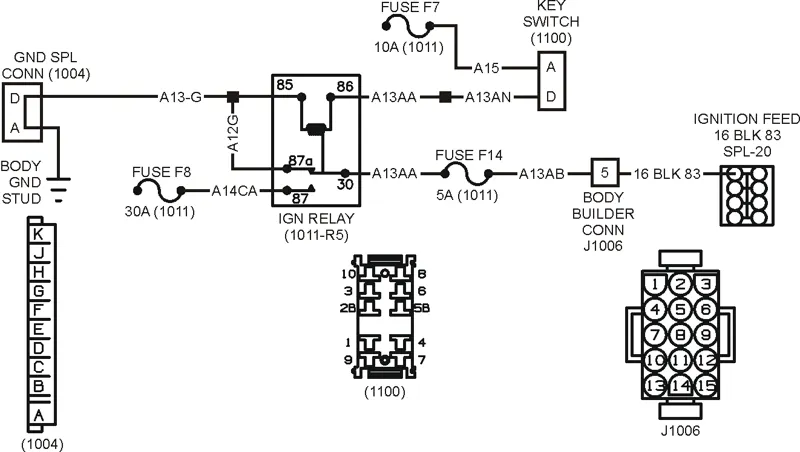 FUSE F7
10A (1011)
KEY
SWITCH
(1100)
GND SPL
CONN (1004)
A15
A
D
D
A
A13-G
85
86
A13AA
A13AN
A12G
IGNITION FEED
16 BLK 83
SPL-20
BODY
GND
STUD
FUSE F8
30A (1011)
A14CA
87a
87
30
IGN RELAY
(1011-R5)
A13AA
FUSE F14
5A (1011)
A13AB
5
BODY
BUILDER
CONN
J1006
16 BLK 83
K
J
H
G
F
E
D
C
B
A
(1004)
10 8
3 6
2B 5B
1 4
9 7
(1100)
1 2 3
4 5 6
7 8 9
10 11 12
13 14 15
J1006